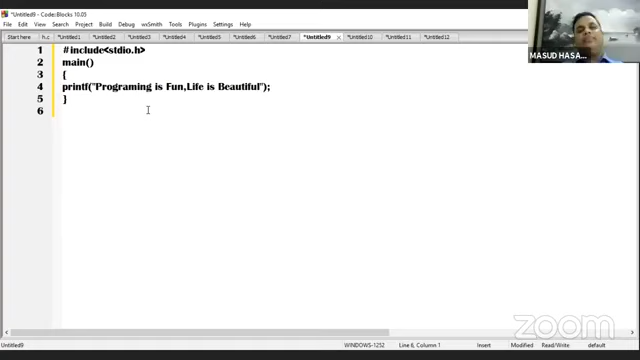 *Untitled9 - Code::Blocks 10.05
File Edit View Search Project Build Debug wxSmith Tools Plugins Settings Help
Start here h.c *Untitled1 *Untitled2 *Untitled3 *Untitled4 *Untitled5 *Untitled6 *Untitled7 *Untitled9 *Untitled10 *Untitled11 *Untitled12
1 #include<stdio.h>
2 main()
3 {
4 printf("Programing is Fun,Life is Beautiful");
5 }
6
MASUD HASA...
zoom
Untitled9 WINDOWS-1252 Line 6, Column 1 Insert Modified Read/Write default